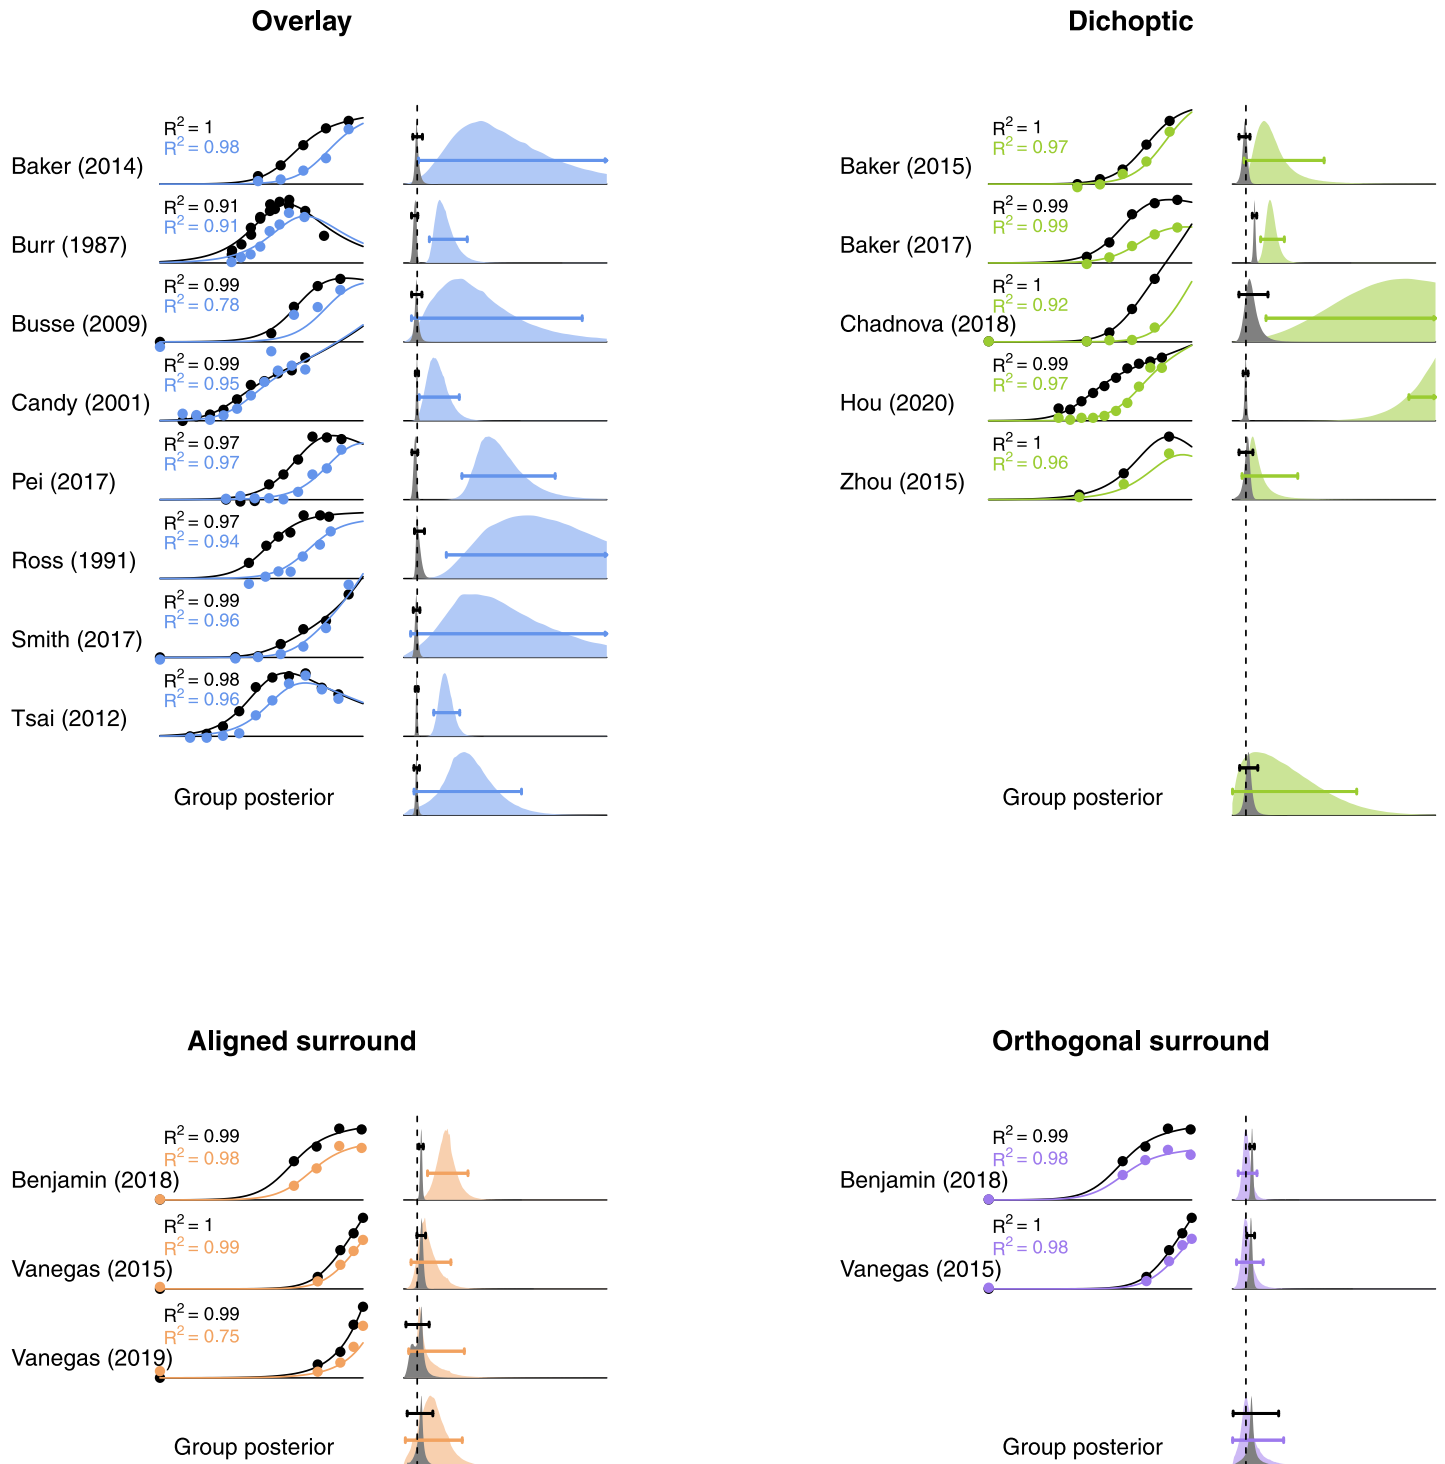 Overlay
R² = 1
R² = 0.98
Baker (2014)
R² = 0.91
R² = 0.91
Burr (1987)
R² = 0.99
R² = 0.78
Busse (2009)
R² = 0.99
R² = 0.95
Candy (2001)
R² = 0.97
R² = 0.97
Pei (2017)
R² = 0.97
R² = 0.94
Ross (1991)
R² = 0.99
R² = 0.96
Smith (2017)
R² = 0.98
R² = 0.96
Tsai (2012)
Group posterior
Dichoptic
R² = 1
R² = 0.97
Baker (2015)
R² = 0.99
R² = 0.99
Baker (2017)
R² = 1
R² = 0.92
Chadnova (2018)
R² = 0.99
R² = 0.97
Hou (2020)
R² = 1
R² = 0.96
Zhou (2015)
Group posterior
Aligned surround
R² = 0.99
R² = 0.98
Benjamin (2018)
R² = 1
R² = 0.99
Vanegas (2015)
R² = 0.99
R² = 0.75
Vanegas (2019)
Group posterior
Orthogonal surround
R² = 0.99
R² = 0.98
Benjamin (2018)
R² = 1
R² = 0.98
Vanegas (2015)
Group posterior